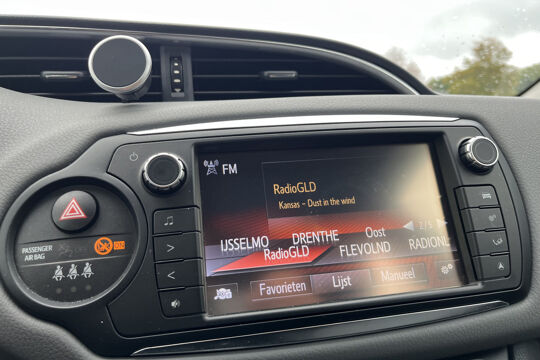 FM
RadioGLD
Kansas - Dust in the wind
2/5
IJSSELMO DRENTHE Oost
RadioGLD FLEVOLND RADIONL
Favorieten Lijst Manueel
PASSENGER
AIR BAG
ON